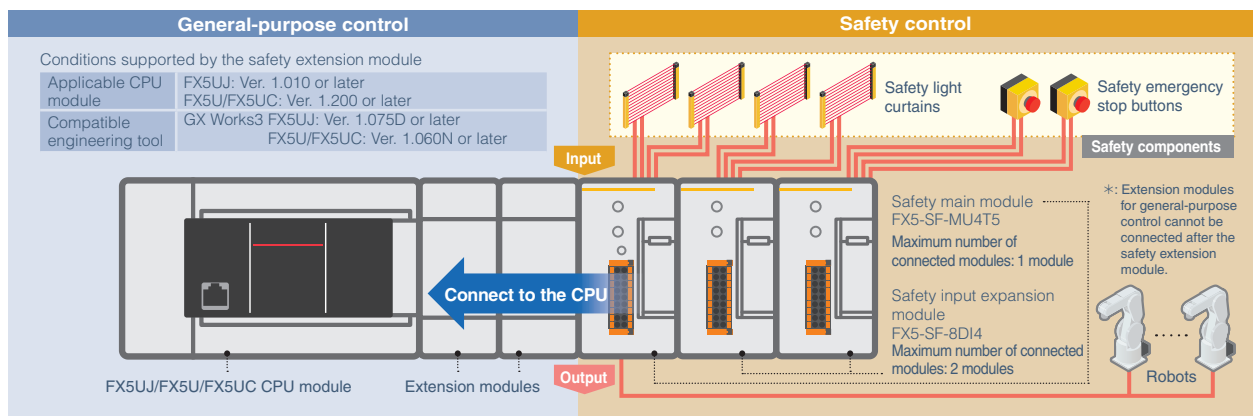 General-purpose control
Safety control
Conditions supported by the safety extension module
Applicable CPU
module
FX5UJ: Ver. 1.010 or later
FX5U/FX5UC: Ver. 1.200 or later
Compatible
engineering tool
GX Works3 FX5UJ: Ver. 1.075D or later
FX5U/FX5UC: Ver. 1.060N or later
Safety light
curtains
Safety emergency
stop buttons
Safety components
Input
Connect to the CPU
Safety main module
FX5-SF-MU4T5
Maximum number of
connected modules: 1 module
Safety input expansion
module
FX5-SF-8DI4
Maximum number of connected
modules: 2 modules
*: Extension modules
for general-purpose
control cannot be
connected after the
safety extension
module.
Robots
FX5UJ/FX5U/FX5UC CPU module
Extension modules
Output